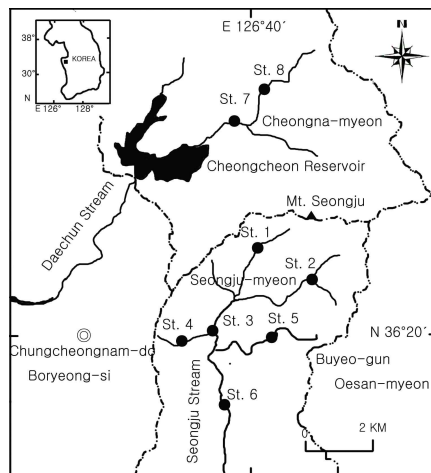 E 126°40´
N
38°
KOREA
30°
N
E 126°
128°
St. 8
St. 7
Cheongna-myeon
Cheongcheon Reservoir
Daechun Stream
Mt. Seongju
St. 1
St. 2
Seongju-myeon
St. 4
St. 3
St. 5
N 36°20´
Chungcheongnam-do
Boryeong-si
Buyeo-gun
Oesan-myeon
Seongju Stream
St. 6
0
2 KM